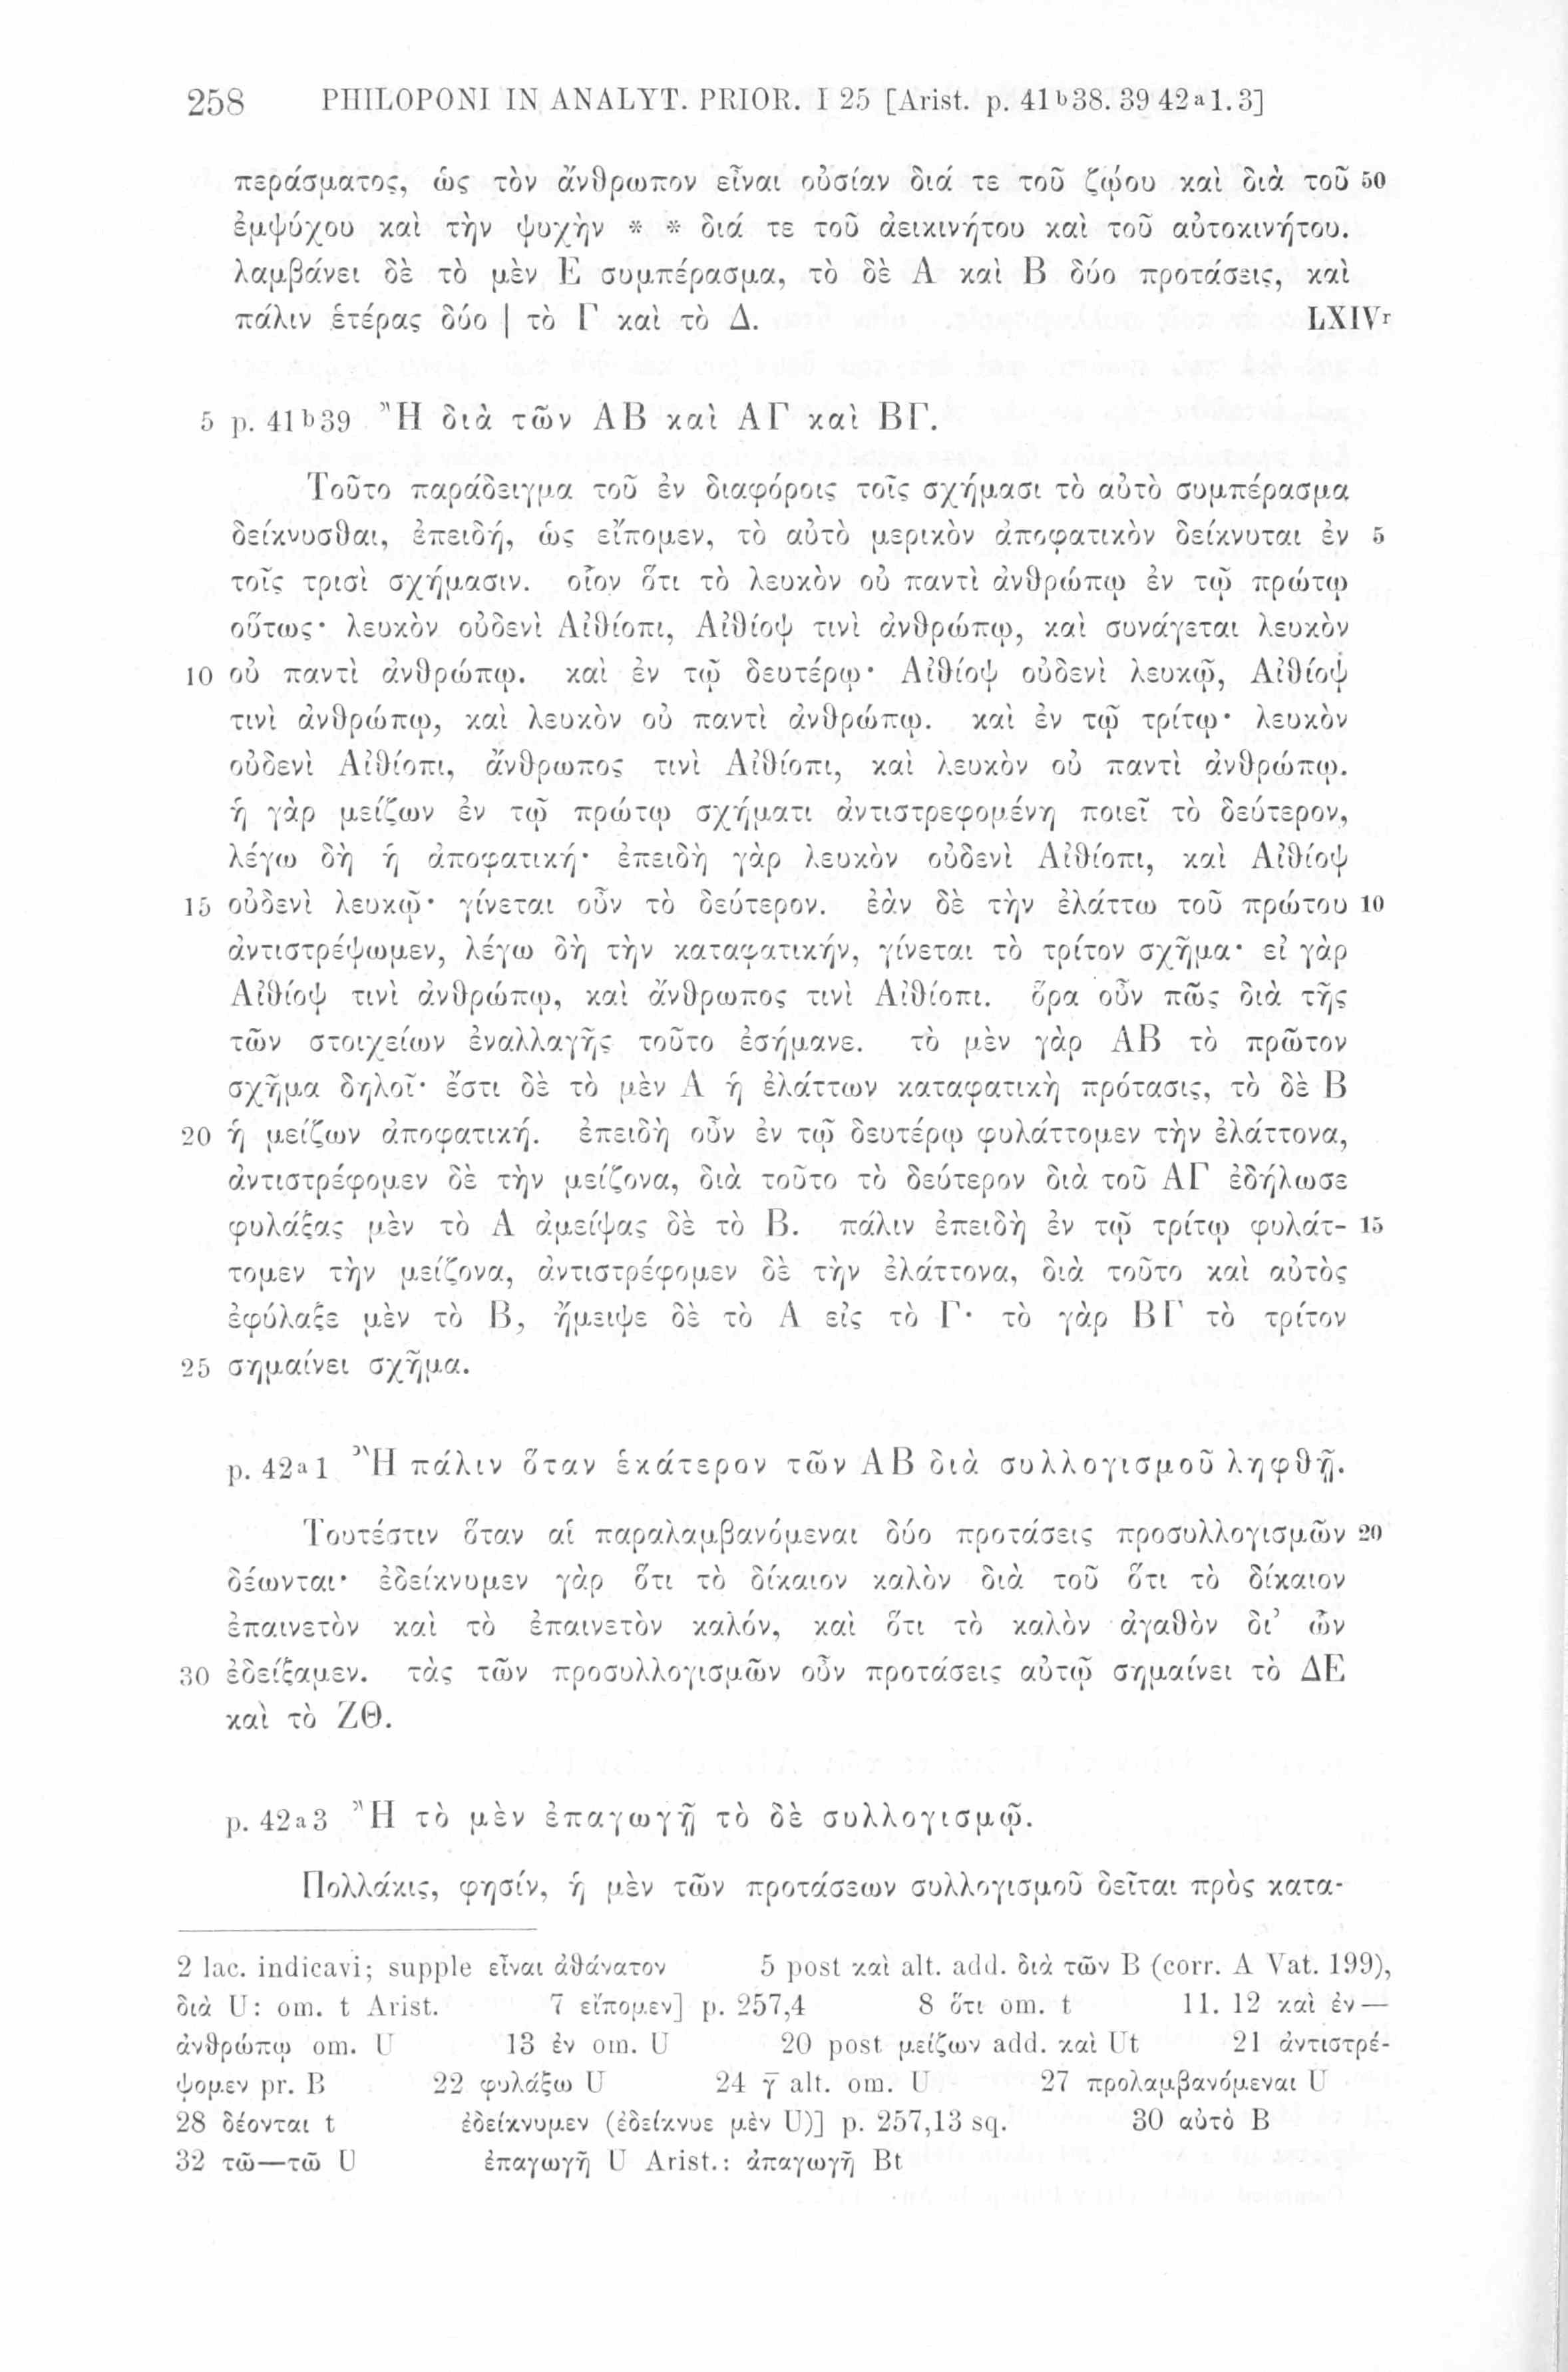 258 PHILOPONI IN ANALYT. PRIOR. I 25 [Arist. p. 41ᵇ38. 39 42ᵃ1.3]
περάσματος, ὡς τὸν ἄνθρωπον εἶναι οὐσίαν διά τε τοῦ ζῴου καὶ διὰ τοῦ 50
ἐμψύχου καὶ τὴν ψυχὴν * * διά τε τοῦ ἀεικινήτου καὶ τοῦ αὐτοκινήτου.
λαμβάνει δὲ τὸ μὲν Ε συμπέρασμα, τὸ δὲ Α καὶ Β δύο προτάσεις, καὶ
πάλιν ἑτέρας δύο | τὸ Γ καὶ τὸ Δ. LXIVʳ
5 p. 41ᵇ39 Ἢ διὰ τῶν ΑΒ καὶ ΑΓ καὶ ΒΓ.
Τοῦτο παράδειγμα τοῦ ἐν διαφόροις τοῖς σχήμασι τὸ αὐτὸ συμπέρασμα
δείκνυσθαι, ἐπειδή, ὡς εἴπομεν, τὸ αὐτὸ μερικὸν ἀποφατικὸν δείκνυται ἐν 5
τοῖς τρισὶ σχήμασιν. οἷον ὅτι τὸ λευκὸν οὐ παντὶ ἀνθρώπῳ ἐν τῷ πρώτῳ
οὕτως· λευκὸν οὐδενὶ Αἰθίοπι, Αἰθίοψ τινὶ ἀνθρώπῳ, καὶ συνάγεται λευκὸν
10 οὐ παντὶ ἀνθρώπῳ. καὶ ἐν τῷ δευτέρῳ· Αἰθίοψ οὐδενὶ λευκῷ, Αἰθίοψ
τινὶ ἀνθρώπῳ, καὶ λευκὸν οὐ παντὶ ἀνθρώπῳ. καὶ ἐν τῷ τρίτῳ· λευκὸν
οὐδενὶ Αἰθίοπι, ἄνθρωπος τινὶ Αἰθίοπι, καὶ λευκὸν οὐ παντὶ ἀνθρώπῳ.
ἡ γὰρ μείζων ἐν τῷ πρώτῳ σχήματι ἀντιστρεφομένη ποιεῖ τὸ δεύτερον,
λέγω δὴ ἡ ἀποφατική· ἐπειδὴ γὰρ λευκὸν οὐδενὶ Αἰθίοπι, καὶ Αἰθίοψ
15 οὐδενὶ λευκῷ· γίνεται οὖν τὸ δεύτερον. ἐὰν δὲ τὴν ἐλάττω τοῦ πρώτου 10
ἀντιστρέψωμεν, λέγω δὴ τὴν καταφατικήν, γίνεται τὸ τρίτον σχῆμα· εἰ γὰρ
Αἰθίοψ τινὶ ἀνθρώπῳ, καὶ ἄνθρωπος τινὶ Αἰθίοπι. ὅρα οὖν πῶς διὰ τῆς
τῶν στοιχείων ἐναλλαγῆς τοῦτο ἐσήμανε. τὸ μὲν γὰρ ΑΒ τὸ πρῶτον
σχῆμα δηλοῖ· ἔστι δὲ τὸ μὲν Α ἡ ἐλάττων καταφατικὴ πρότασις, τὸ δὲ Β
20 ἡ μείζων ἀποφατική. ἐπειδὴ οὖν ἐν τῷ δευτέρῳ φυλάττομεν τὴν ἐλάττονα,
ἀντιστρέφομεν δὲ τὴν μείζονα, διὰ τοῦτο τὸ δεύτερον διὰ τοῦ ΑΓ ἐδήλωσε
φυλάξας μὲν τὸ Α ἀμείψας δὲ τὸ Β. πάλιν ἐπειδὴ ἐν τῷ τρίτῳ φυλάτ- 15
τομεν τὴν μείζονα, ἀντιστρέφομεν δὲ τὴν ἐλάττονα, διὰ τοῦτο καὶ αὐτὸς
ἐφύλαξε μὲν τὸ Β, ἤμειψε δὲ τὸ Α εἰς τὸ Γ· τὸ γὰρ ΒΓ τὸ τρίτον
25 σημαίνει σχῆμα.
p. 42ᵃ1 Ἢ πάλιν ὅταν ἑκάτερον τῶν ΑΒ διὰ συλλογισμοῦ ληφθῇ.
Τουτέστιν ὅταν αἱ παραλαμβανόμεναι δύο προτάσεις προσυλλογισμῶν 20
δέωνται· ἐδείκνυμεν γὰρ ὅτι τὸ δίκαιον καλὸν διὰ τοῦ ὅτι τὸ δίκαιον
ἐπαινετὸν καὶ τὸ ἐπαινετὸν καλόν, καὶ ὅτι τὸ καλὸν ἀγαθὸν δι’ ὧν
30 ἐδείξαμεν. τὰς τῶν προσυλλογισμῶν οὖν προτάσεις αὐτῷ σημαίνει τὸ ΔΕ
καὶ τὸ ΖΘ.
p. 42ᵃ3 Ἢ τὸ μὲν ἐπαγωγῇ τὸ δὲ συλλογισμῷ.
Πολλάκις, φησίν, ἡ μὲν τῶν προτάσεων συλλογισμοῦ δεῖται πρὸς κατα-
2 lac. indicavi; supple εἶναι ἀθάνατον 5 post καὶ alt. add. διὰ τῶν B (corr. A Vat. 199),
διὰ U: om. t Arist. 7 εἴπομεν] p. 257,4 8 ὅτι om. t 11. 12 καὶ ἐν—
ἀνθρώπῳ om. U 13 ἐν om. U 20 post μείζων add. καὶ Ut 21 ἀντιστρέ-
ψομεν pr. B 22 φυλάξω U 24 γ̄ alt. om. U 27 προλαμβανόμεναι U
28 δέονται t ἐδείκνυμεν (ἐδείκνυε μὲν U)] p. 257,13 sq. 30 αὐτὸ B
32 τῶ—τῶ U ἐπαγωγῆ U Arist.: ἀπαγωγῆ Bt